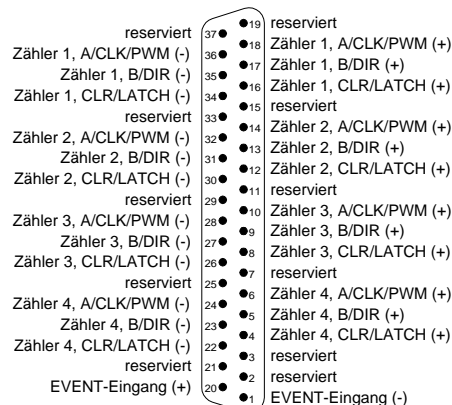 19 reserviert
reserviert 37
18 Zähler 1, A/CLK/PWM (+)
Zähler 1, A/CLK/PWM (-) 36
17 Zähler 1, B/DIR (+)
Zähler 1, B/DIR (-) 35
16 Zähler 1, CLR/LATCH (+)
Zähler 1, CLR/LATCH (-) 34
15 reserviert
reserviert 33
14 Zähler 2, A/CLK/PWM (+)
Zähler 2, A/CLK/PWM (-) 32
13 Zähler 2, B/DIR (+)
Zähler 2, B/DIR (-) 31
12 Zähler 2, CLR/LATCH (+)
Zähler 2, CLR/LATCH (-) 30
11 reserviert
reserviert 29
10 Zähler 3, A/CLK/PWM (+)
Zähler 3, A/CLK/PWM (-) 28
9 Zähler 3, B/DIR (+)
Zähler 3, B/DIR (-) 27
8 Zähler 3, CLR/LATCH (+)
Zähler 3, CLR/LATCH (-) 26
7 reserviert
reserviert 25
6 Zähler 4, A/CLK/PWM (+)
Zähler 4, A/CLK/PWM (-) 24
5 Zähler 4, B/DIR (+)
Zähler 4, B/DIR (-) 23
4 Zähler 4, CLR/LATCH (+)
Zähler 4, CLR/LATCH (-) 22
3 reserviert
reserviert 21
2 reserviert
EVENT-Eingang (+) 20
1 EVENT-Eingang (-)